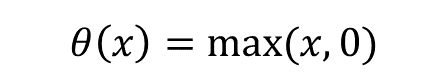 θ(x) = max(x, 0)